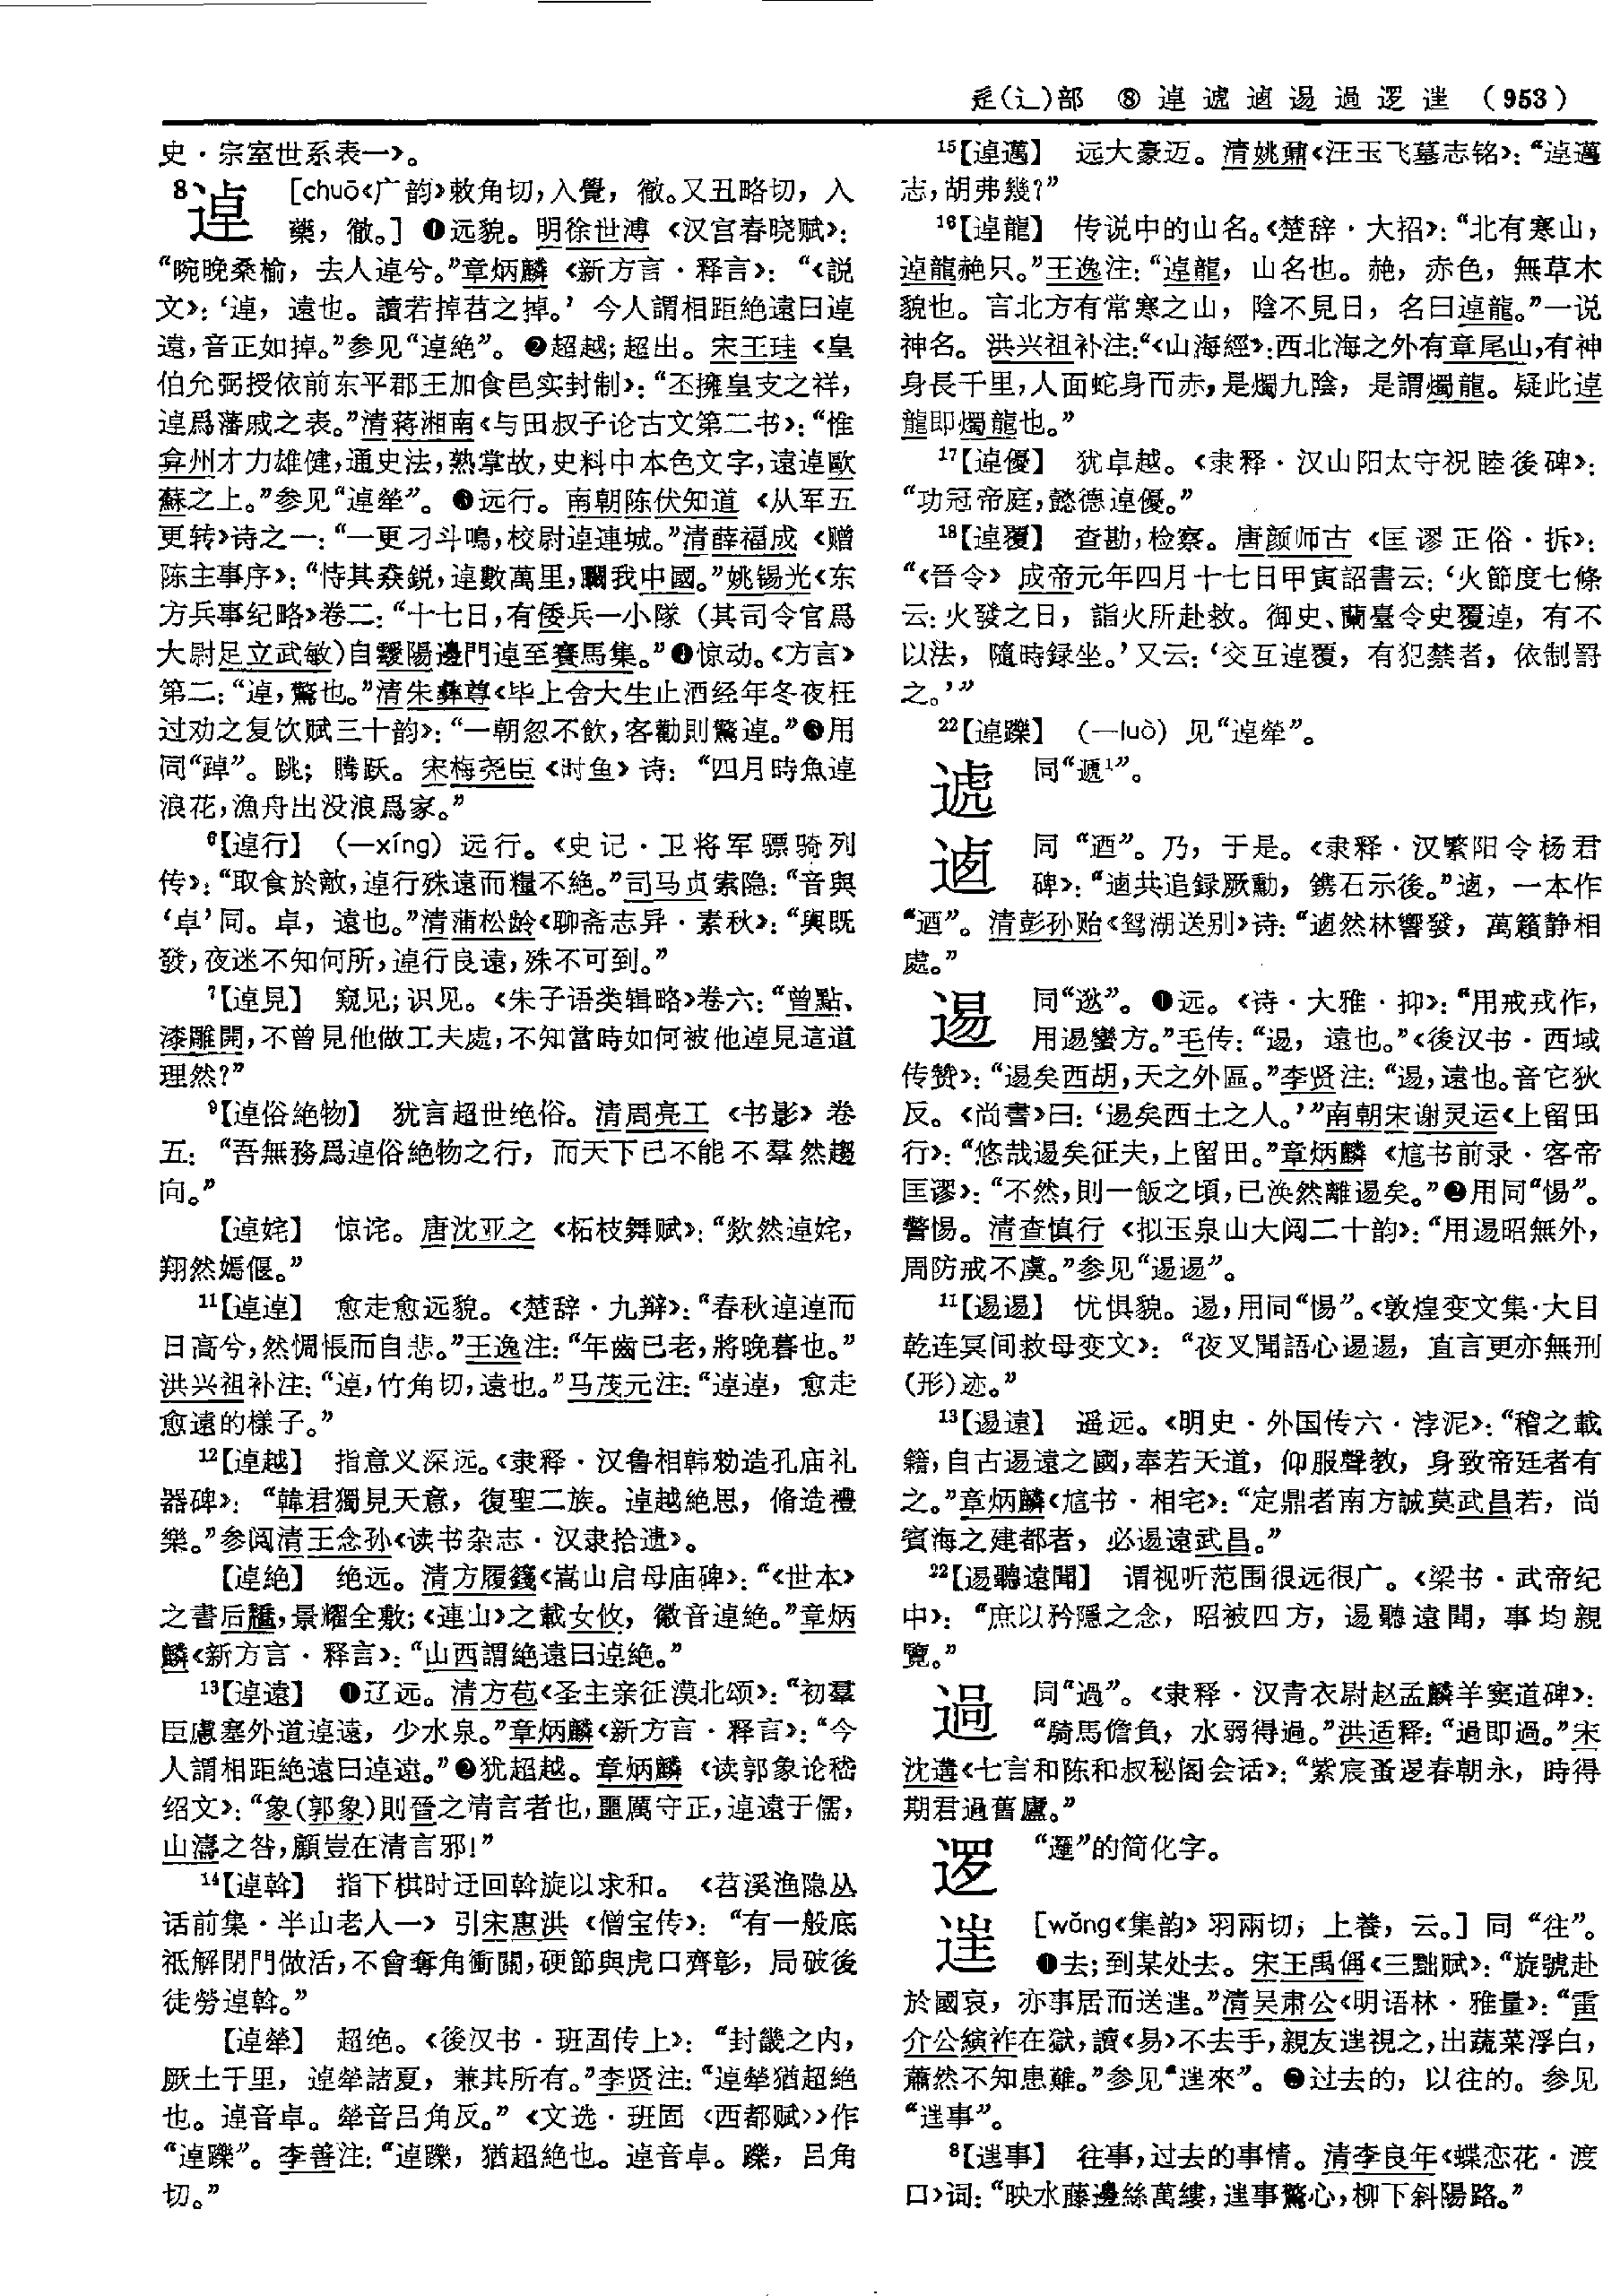 辵(辶)部 ⑧ 逴 遞 逎 逷 過 逻 迬 (953)
史·宗室世系表一》。
8逴 [chuō《广韵》敕角切,入覺,徹。又丑略切,入
藥,徹。] ❶远貌。明徐世溥《汉宫春晓赋》:
“晼晚桑榆,去人逴兮。”章炳麟《新方言·释言》:“《説
文》:‘逴,遠也。讀若掉苕之掉。’今人謂相距絶遠曰逴
遠,音正如掉。”参见“逴絶”。❷超越;超出。宋王珪《皇
伯允弼授依前东平郡王加食邑实封制》:“丕擁皇支之祥,
逴爲藩戚之表。”清蒋湘南《与田叔子论古文第二书》:“惟
弇州才力雄健,通史法,熟掌故,史料中本色文字,遠逴歐
蘇之上。”参见“逴犖”。❸远行。南朝陈伏知道《从军五
更转》诗之一:“一更刁斗鳴,校尉逴連城。”清薛福成《赠
陈主事序》:“恃其猋鋭,逴數萬里,闞我中國。”姚锡光《东
方兵事纪略》卷二:“十七日,有倭兵一小隊(其司令官爲
大尉足立武敏)自靉陽邊門逴至賽馬集。”❹惊动。《方言》
第二:“逴,驚也。”清朱彝尊《毕上舍大生止酒经年冬夜枉
过劝之复饮赋三十韵》:“一朝忽不飲,客勸則驚逴。”❺用
同“踔”。跳;腾跃。宋梅尧臣《时鱼》诗:“四月時魚逴
浪花,漁舟出没浪爲家。”
6【逴行】 (—xíng) 远行。《史记·卫将军骠骑列
传》:“取食於敵,逴行殊遠而糧不絶。”司马贞索隐:“音與
‘卓’同。卓,遠也。”清蒲松龄《聊斋志异·素秋》:“輿既
發,夜迷不知何所,逴行良遠,殊不可到。”
7【逴見】 窥见;识见。《朱子语类辑略》卷六:“曾點、
漆雕開,不曾見他做工夫處,不知當時如何被他逴見這道
理然?”
9【逴俗絶物】 犹言超世绝俗。清周亮工《书影》卷
五:“吾無務爲逴俗絶物之行,而天下已不能不羣然趨
向。”
【逴姹】 惊诧。唐沈亚之《柘枝舞赋》:“欻然逴姹,
翔然嫣偃。”
11【逴逴】 愈走愈远貌。《楚辞·九辯》:“春秋逴逴而
日高兮,然惆悵而自悲。”王逸注:“年齒已老,將晚暮也。”
洪兴祖补注:“逴,竹角切,遠也。”马茂元注:“逴逴,愈走
愈遠的樣子。”
12【逴越】 指意义深远。《隶释·汉鲁相韩勑造孔庙礼
器碑》:“韓君獨見天意,復聖二族。逴越絶思,脩造禮
樂。”参阅清王念孙《读书杂志·汉隶拾遗》。
【逴絶】 绝远。清方履籛《嵩山启母庙碑》:“《世本》
之書后趫,景耀全敷;《連山》之載女攸,徽音逴絶。”章炳
麟《新方言·释言》:“山西謂絶遠曰逴絶。”
13【逴遠】 ❶辽远。清方苞《圣主亲征漠北颂》:“初羣
臣慮塞外道逴遠,少水泉。”章炳麟《新方言·释言》:“今
人謂相距絶遠曰逴遠。”❷犹超越。章炳麟《读郭象论嵇
绍文》:“象(郭象)則晉之清言者也,噩厲守正,逴遠于儒,
山濤之咎,顧豈在清言邪!”
14【逴斡】 指下棋时迂回斡旋以求和。《苕溪渔隐丛
话前集·半山老人一》引宋惠洪《僧宝传》:“有一般底
祇解閉門做活,不會奪角衝關,硬節與虎口齊彰,局破後
徒勞逴斡。”
【逴犖】 超绝。《後汉书·班固传上》:“封畿之内,
厥土千里,逴犖諸夏,兼其所有。”李贤注:“逴犖猶超絶
也。逴音卓。犖音吕角反。”《文选·班固〈西都赋〉》作
“逴躒”。李善注:“逴躒,猶超絶也。逴音卓。躒,吕角
切。”
15【逴邁】 远大豪迈。清姚鼐《汪玉飞墓志铭》:“逴邁
志,胡弗幾?”
16【逴龍】 传说中的山名。《楚辞·大招》:“北有寒山,
逴龍赩只。”王逸注:“逴龍,山名也。赩,赤色,無草木
貌也。言北方有常寒之山,陰不見日,名曰逴龍。”一说
神名。洪兴祖补注:“《山海經》:西北海之外有章尾山,有神
身長千里,人面蛇身而赤,是燭九陰,是謂燭龍。疑此逴
龍即燭龍也。”
17【逴優】 犹卓越。《隶释·汉山阳太守祝睦後碑》:
“功冠帝庭,懿德逴優。”
18【逴覆】 查勘,检察。唐颜师古《匡谬正俗·拆》:
“《晉令》成帝元年四月十七日甲寅詔書云:‘火節度七條
云:火發之日,詣火所赴救。御史、蘭臺令史覆逴,有不
以法,隨時録坐。’又云:‘交互逴覆,有犯禁者,依制罸
之。’”
22【逴躒】 (—luò) 见“逴犖”。
同“遞1”。
逎 同“迺”。乃,于是。《隶释·汉繁阳令杨君
碑》:“逎共追録厥勳,鐫石示後。”逎,一本作
“迺”。清彭孙贻《鸳湖送别》诗:“逎然林響發,萬籟静相
處。”
逷 同“逖”。❶远。《诗·大雅·抑》:“用戒戎作,
用逷蠻方。”毛传:“逷,遠也。”《後汉书·西域
传赞》:“逷矣西胡,天之外區。”李贤注:“逷,遠也。音它狄
反。《尚書》曰:‘逷矣西土之人。’”南朝宋谢灵运《上留田
行》:“悠哉逷矣征夫,上留田。”章炳麟《訄书前录·客帝
匡谬》:“不然,則一飯之頃,已涣然離逷矣。”❷用同“惕”。
警惕。清查慎行《拟玉泉山大阅二十韵》:“用逷昭無外,
周防戒不虞。”参见“逷逷”。
11【逷逷】 忧惧貌。逷,用同“惕”。《敦煌变文集·大目
乾连冥间救母变文》:“夜叉聞語心逷逷,直言更亦無刑
(形)迹。”
13【逷遠】 遥远。《明史·外国传六·浡泥》:“稽之載
籍,自古逷遠之國,奉若天道,仰服聲教,身致帝廷者有
之。”章炳麟《訄书·相宅》:“定鼎者南方誠莫武昌若,尚
賓海之建都者,必逷遠武昌。”
22【逷聽遠聞】 谓视听范围很远很广。《梁书·武帝纪
中》:“庶以矜隱之念,昭被四方,逷聽遠聞,事均親
覽。”
同“過”。《隶释·汉青衣尉赵孟麟羊窦道碑》:
“騎馬儋負,水弱得過。”洪适释:“過即過。”宋
沈遘《七言和陈和叔秘阁会话》:“紫宸蚤退春朝永,時得
期君過舊廬。”
逻 “邏”的简化字。
迬 [wǎng《集韵》羽兩切,上養,云。] 同“往”。
❶去;到某处去。宋王禹偁《三黜赋》:“旋號赴
於國哀,亦事居而送迬。”清吴肃公《明语林·雅量》:“雷
介公縯祚在獄,讀《易》不去手,親友迬視之,出蔬菜浮白,
蕭然不知患難。”参见“迬來”。❷过去的,以往的。参见
“迬事”。
8【迬事】 往事,过去的事情。清李良年《蝶恋花·渡
口》词:“映水藤邊絲萬縷,迬事驚心,柳下斜陽路。”